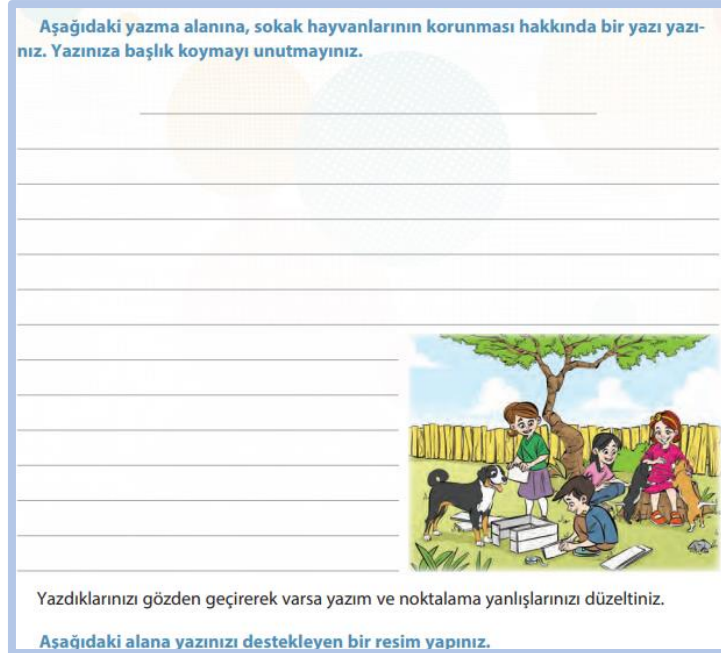 Aşağıdaki yazma alanına, sokak hayvanlarının korunması hakkında bir yazı yazı-
nız. Yazınıza başlık koymayı unutmayınız.
Yazdıklarınızı gözden geçirerek varsa yazım ve noktalama yanlışlarınızı düzeltiniz.
Aşağıdaki alana yazınızı destekleyen bir resim yapınız.